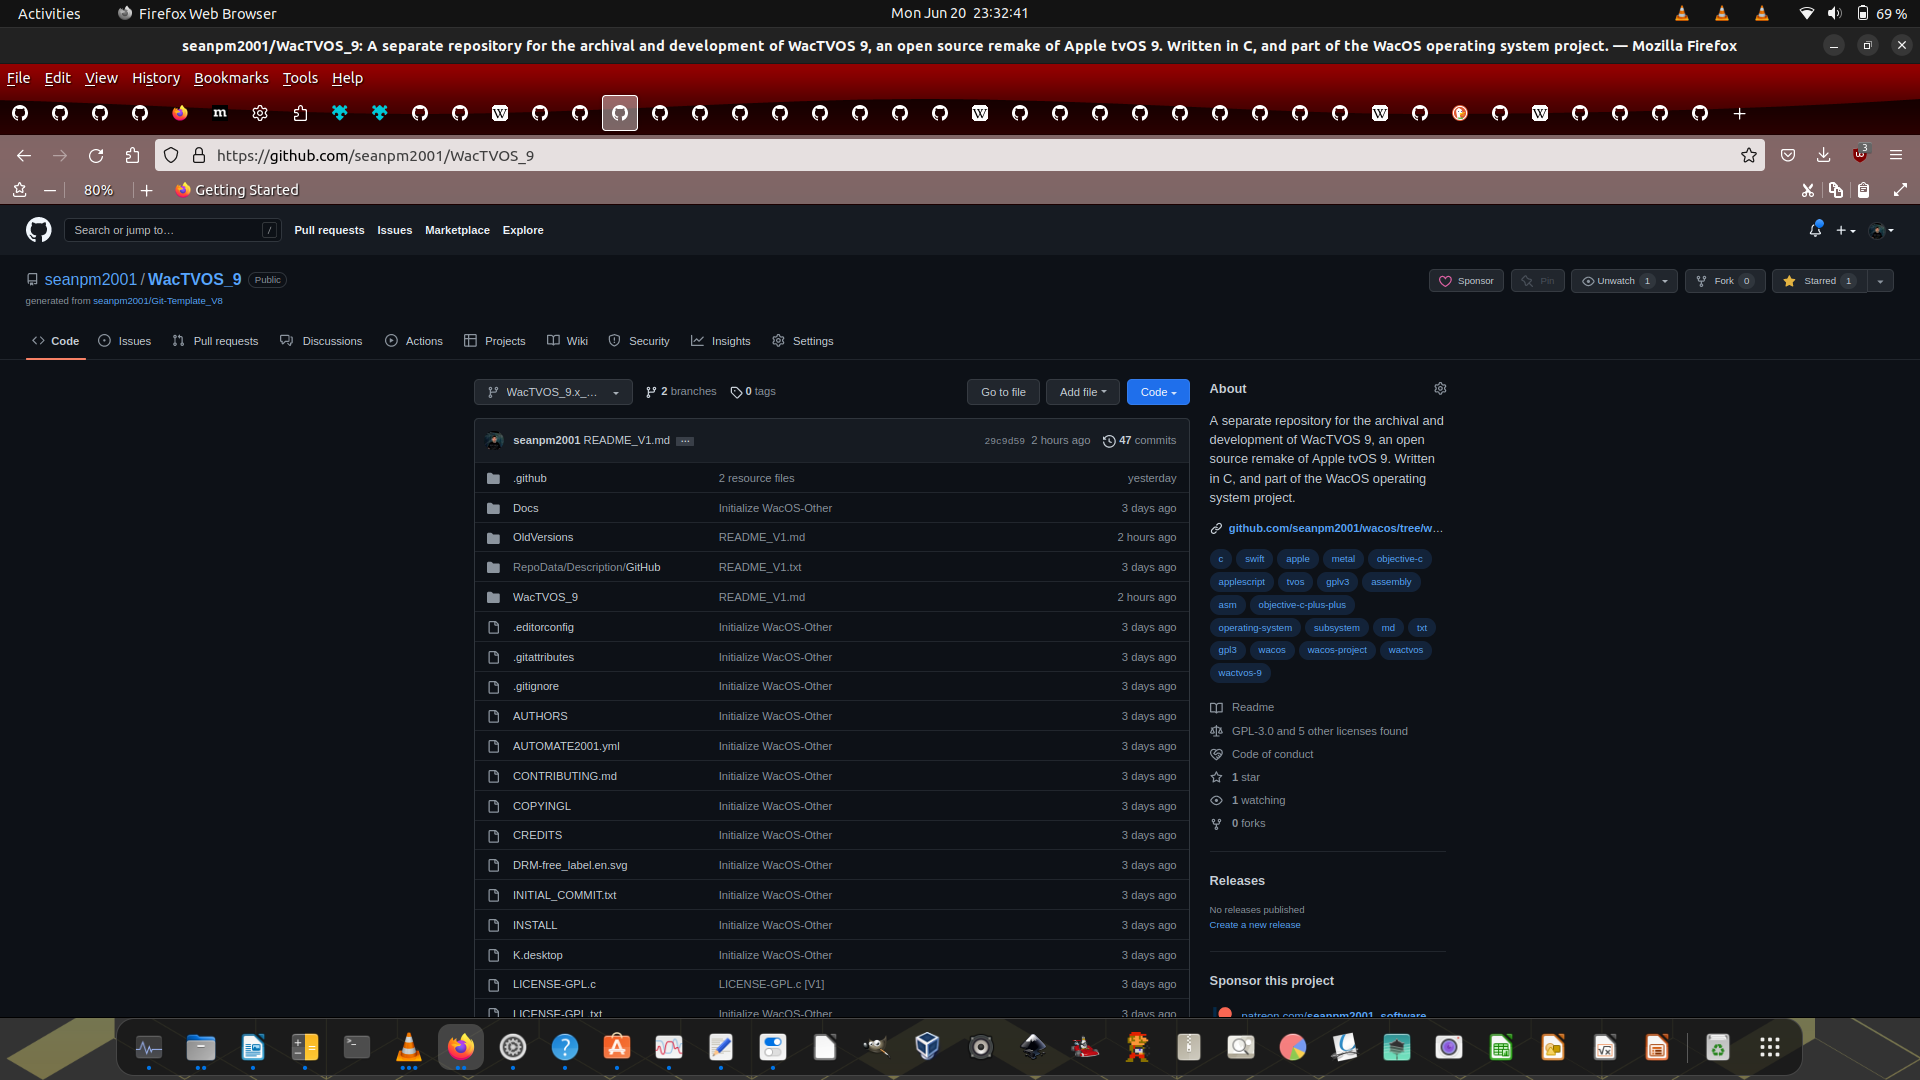 Activities
Firefox Web Browser
Mon Jun 20 23:32:41
69 %
seanpm2001/WacTVOS_9: A separate repository for the archival and development of WacTVOS 9, an open source remake of Apple tvOS 9. Written in C, and part of the WacOS operating system project. — Mozilla Firefox
File Edit View History Bookmarks Tools Help
https://github.com/seanpm2001/WacTVOS_9
3
80%
Getting Started
Search or jump to…
/
Pull requests Issues Marketplace Explore
seanpm2001 / WacTVOS_9 Public
generated from seanpm2001/Git-Template_V8
Sponsor
Pin
Unwatch 1
Fork 0
Starred 1
Code
Issues
Pull requests
Discussions
Actions
Projects
Wiki
Security
Insights
Settings
WacTVOS_9.x_…
2 branches
0 tags
Go to file
Add file
Code
seanpm2001 README_V1.md …
29c9d59 2 hours ago
47 commits
.github 2 resource files yesterday
Docs Initialize WacOS-Other 3 days ago
OldVersions README_V1.md 2 hours ago
RepoData/Description/GitHub README_V1.txt 3 days ago
WacTVOS_9 README_V1.md 2 hours ago
.editorconfig Initialize WacOS-Other 3 days ago
.gitattributes Initialize WacOS-Other 3 days ago
.gitignore Initialize WacOS-Other 3 days ago
AUTHORS Initialize WacOS-Other 3 days ago
AUTOMATE2001.yml Initialize WacOS-Other 3 days ago
CONTRIBUTING.md Initialize WacOS-Other 3 days ago
COPYINGL Initialize WacOS-Other 3 days ago
CREDITS Initialize WacOS-Other 3 days ago
DRM-free_label.en.svg Initialize WacOS-Other 3 days ago
INITIAL_COMMIT.txt Initialize WacOS-Other 3 days ago
INSTALL Initialize WacOS-Other 3 days ago
K.desktop Initialize WacOS-Other 3 days ago
LICENSE-GPL.c LICENSE-GPL.c [V1] 3 days ago
LICENSE-GPL.txt Initialize WacOS-Other 3 days ago
About
A separate repository for the archival and
development of WacTVOS 9, an open
source remake of Apple tvOS 9. Written
in C, and part of the WacOS operating
system project.
github.com/seanpm2001/wacos/tree/w…
c swift apple metal objective-c
applescript tvos gplv3 assembly
asm objective-c-plus-plus
operating-system subsystem md txt
gpl3 wacos wacos-project wactvos
wactvos-9
Readme
GPL-3.0 and 5 other licenses found
Code of conduct
1 star
1 watching
0 forks
Releases
No releases published
Create a new release
Sponsor this project
patreon.com/seanpm2001_software